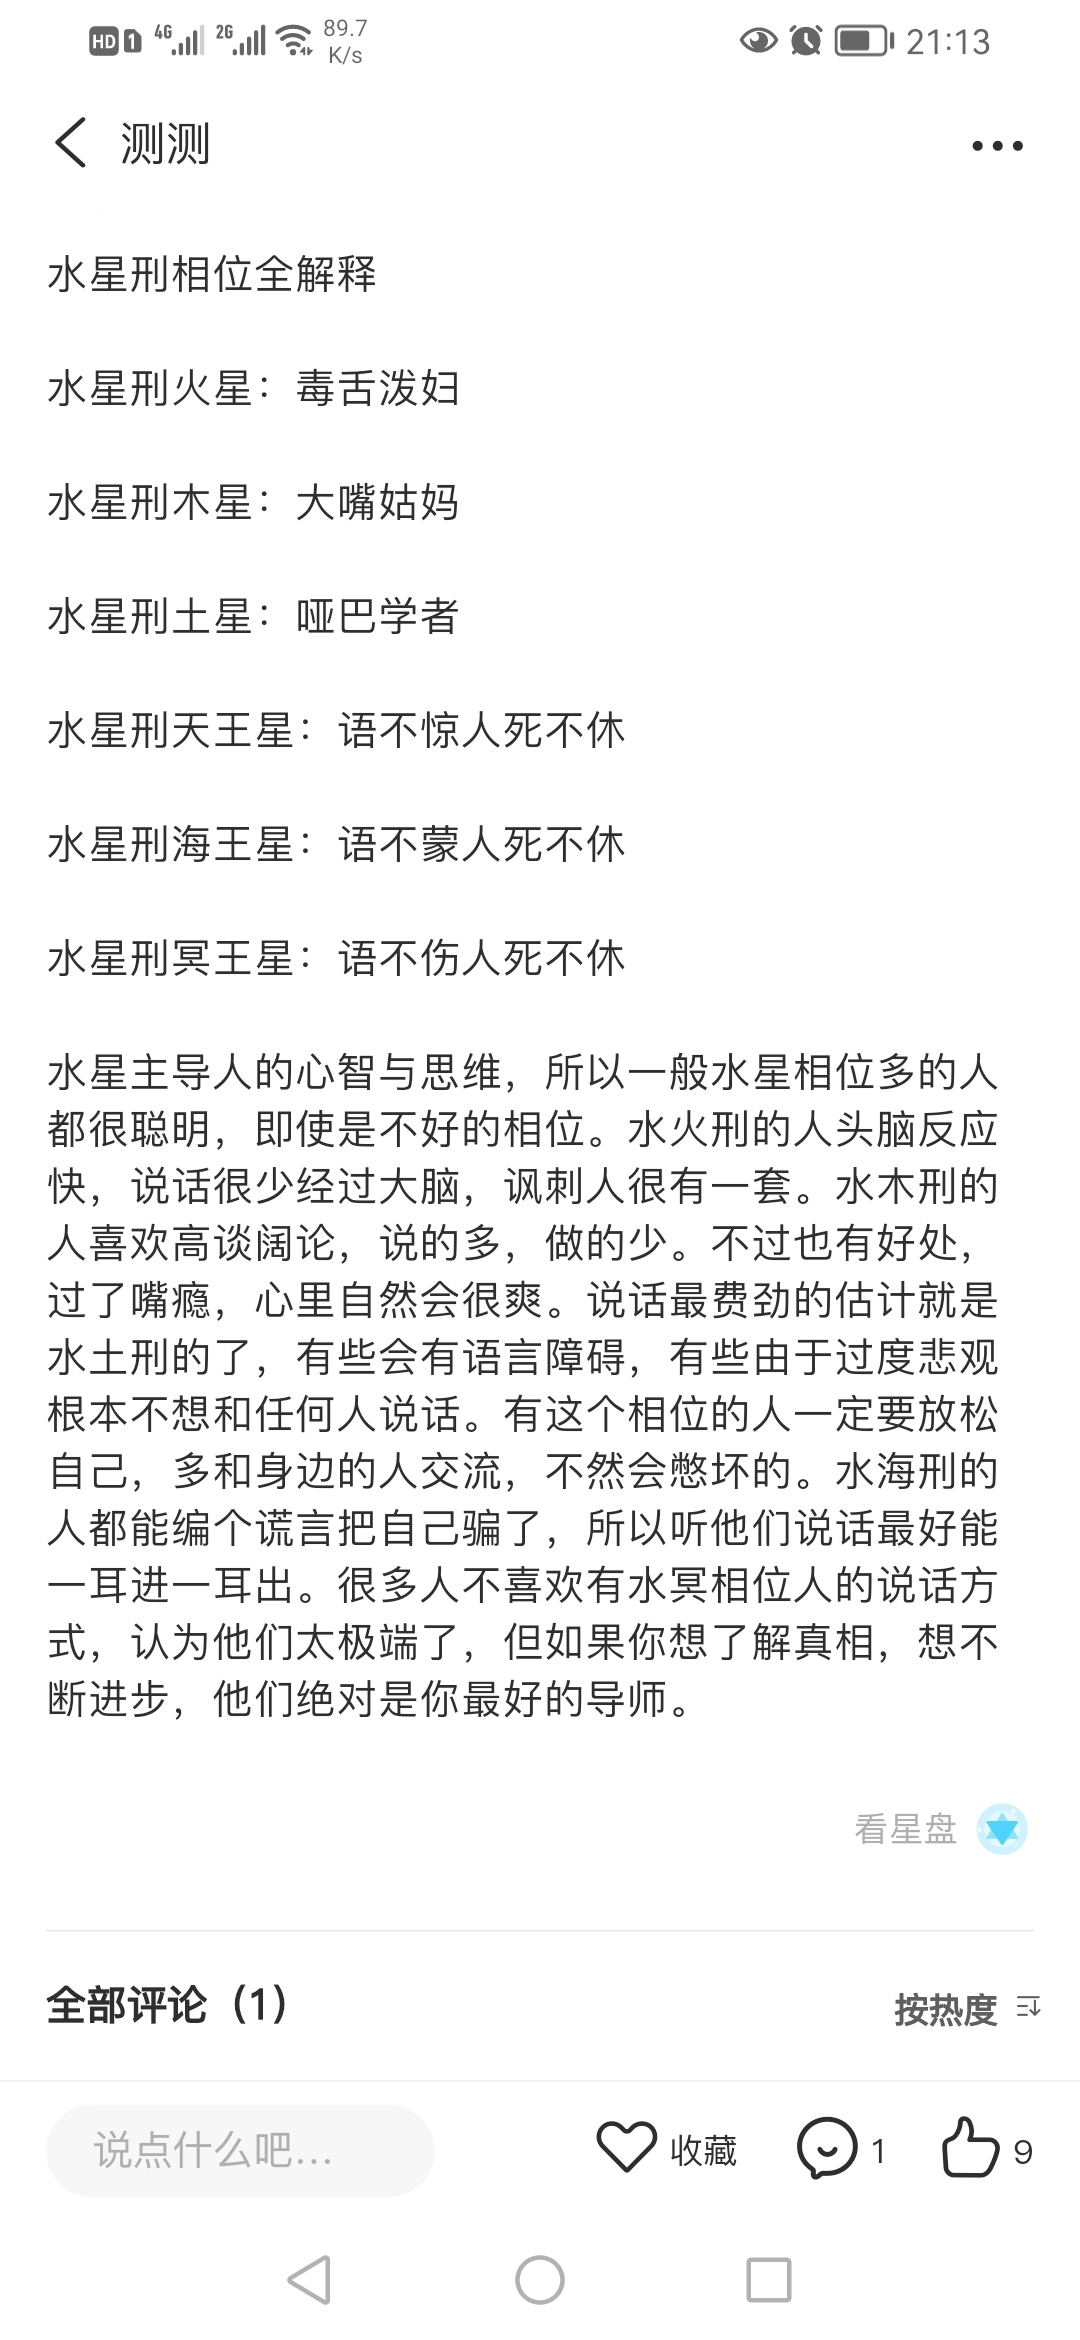 HD 1 4G 2G 89.7 K/s 21:13
测测
水星刑相位全解释
水星刑火星：毒舌泼妇
水星刑木星：大嘴姑妈
水星刑土星：哑巴学者
水星刑天王星：语不惊人死不休
水星刑海王星：语不蒙人死不休
水星刑冥王星：语不伤人死不休
水星主导人的心智与思维，所以一般水星相位多的人
都很聪明，即使是不好的相位。水火刑的人头脑反应
快，说话很少经过大脑，讽刺人很有一套。水木刑的
人喜欢高谈阔论，说的多，做的少。不过也有好处，
过了嘴瘾，心里自然会很爽。说话最费劲的估计就是
水土刑的了，有些会有语言障碍，有些由于过度悲观
根本不想和任何人说话。有这个相位的人一定要放松
自己，多和身边的人交流，不然会憋坏的。水海刑的
人都能编个谎言把自己骗了，所以听他们说话最好能
一耳进一耳出。很多人不喜欢有水冥相位人的说话方
式，认为他们太极端了，但如果你想了解真相，想不
断进步，他们绝对是你最好的导师。
看星盘
全部评论（1） 按热度
说点什么吧... 收藏 1 9